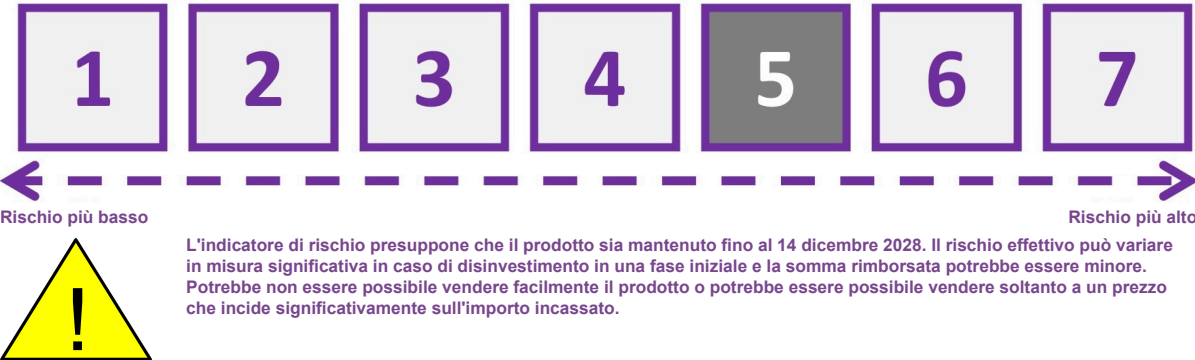 1 2 3 4 5 6 7
Rischio più basso Rischio più alto
!
L'indicatore di rischio presuppone che il prodotto sia mantenuto fino al 14 dicembre 2028. Il rischio effettivo può variare
in misura significativa in caso di disinvestimento in una fase iniziale e la somma rimborsata potrebbe essere minore.
Potrebbe non essere possibile vendere facilmente il prodotto o potrebbe essere possibile vendere soltanto a un prezzo
che incide significativamente sull'importo incassato.